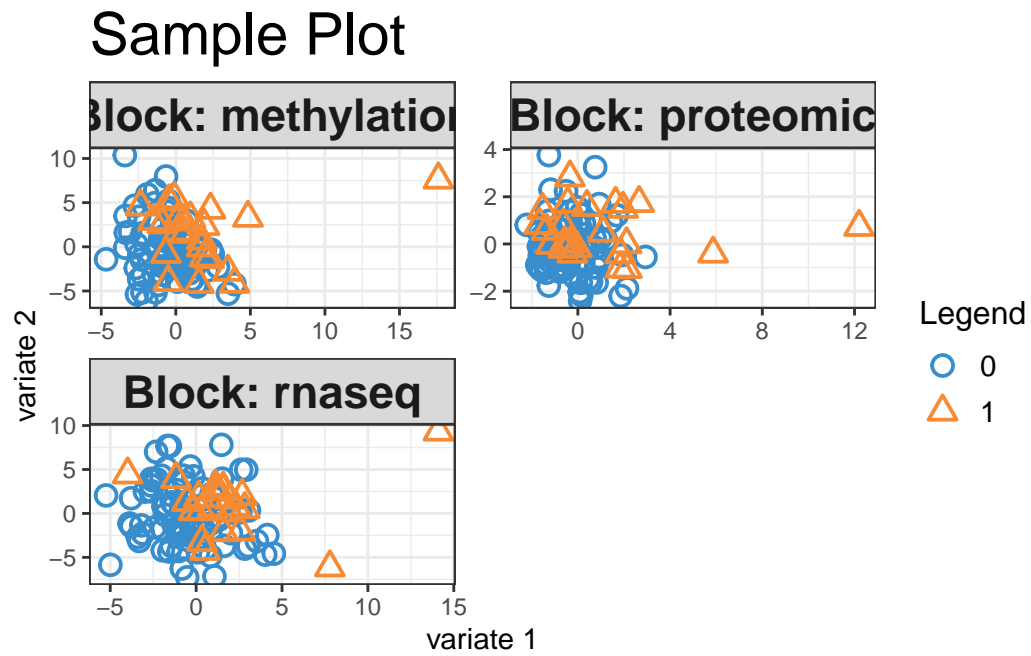 Sample Plot
Block: methylation
10
5
0
−5
−5 0 5 10 15
Block: proteomic
4
2
0
−2
0 4 8 12
Block: rnaseq
10
5
0
−5
−5 0 5 10 15
variate 2
variate 1
Legend
0
1